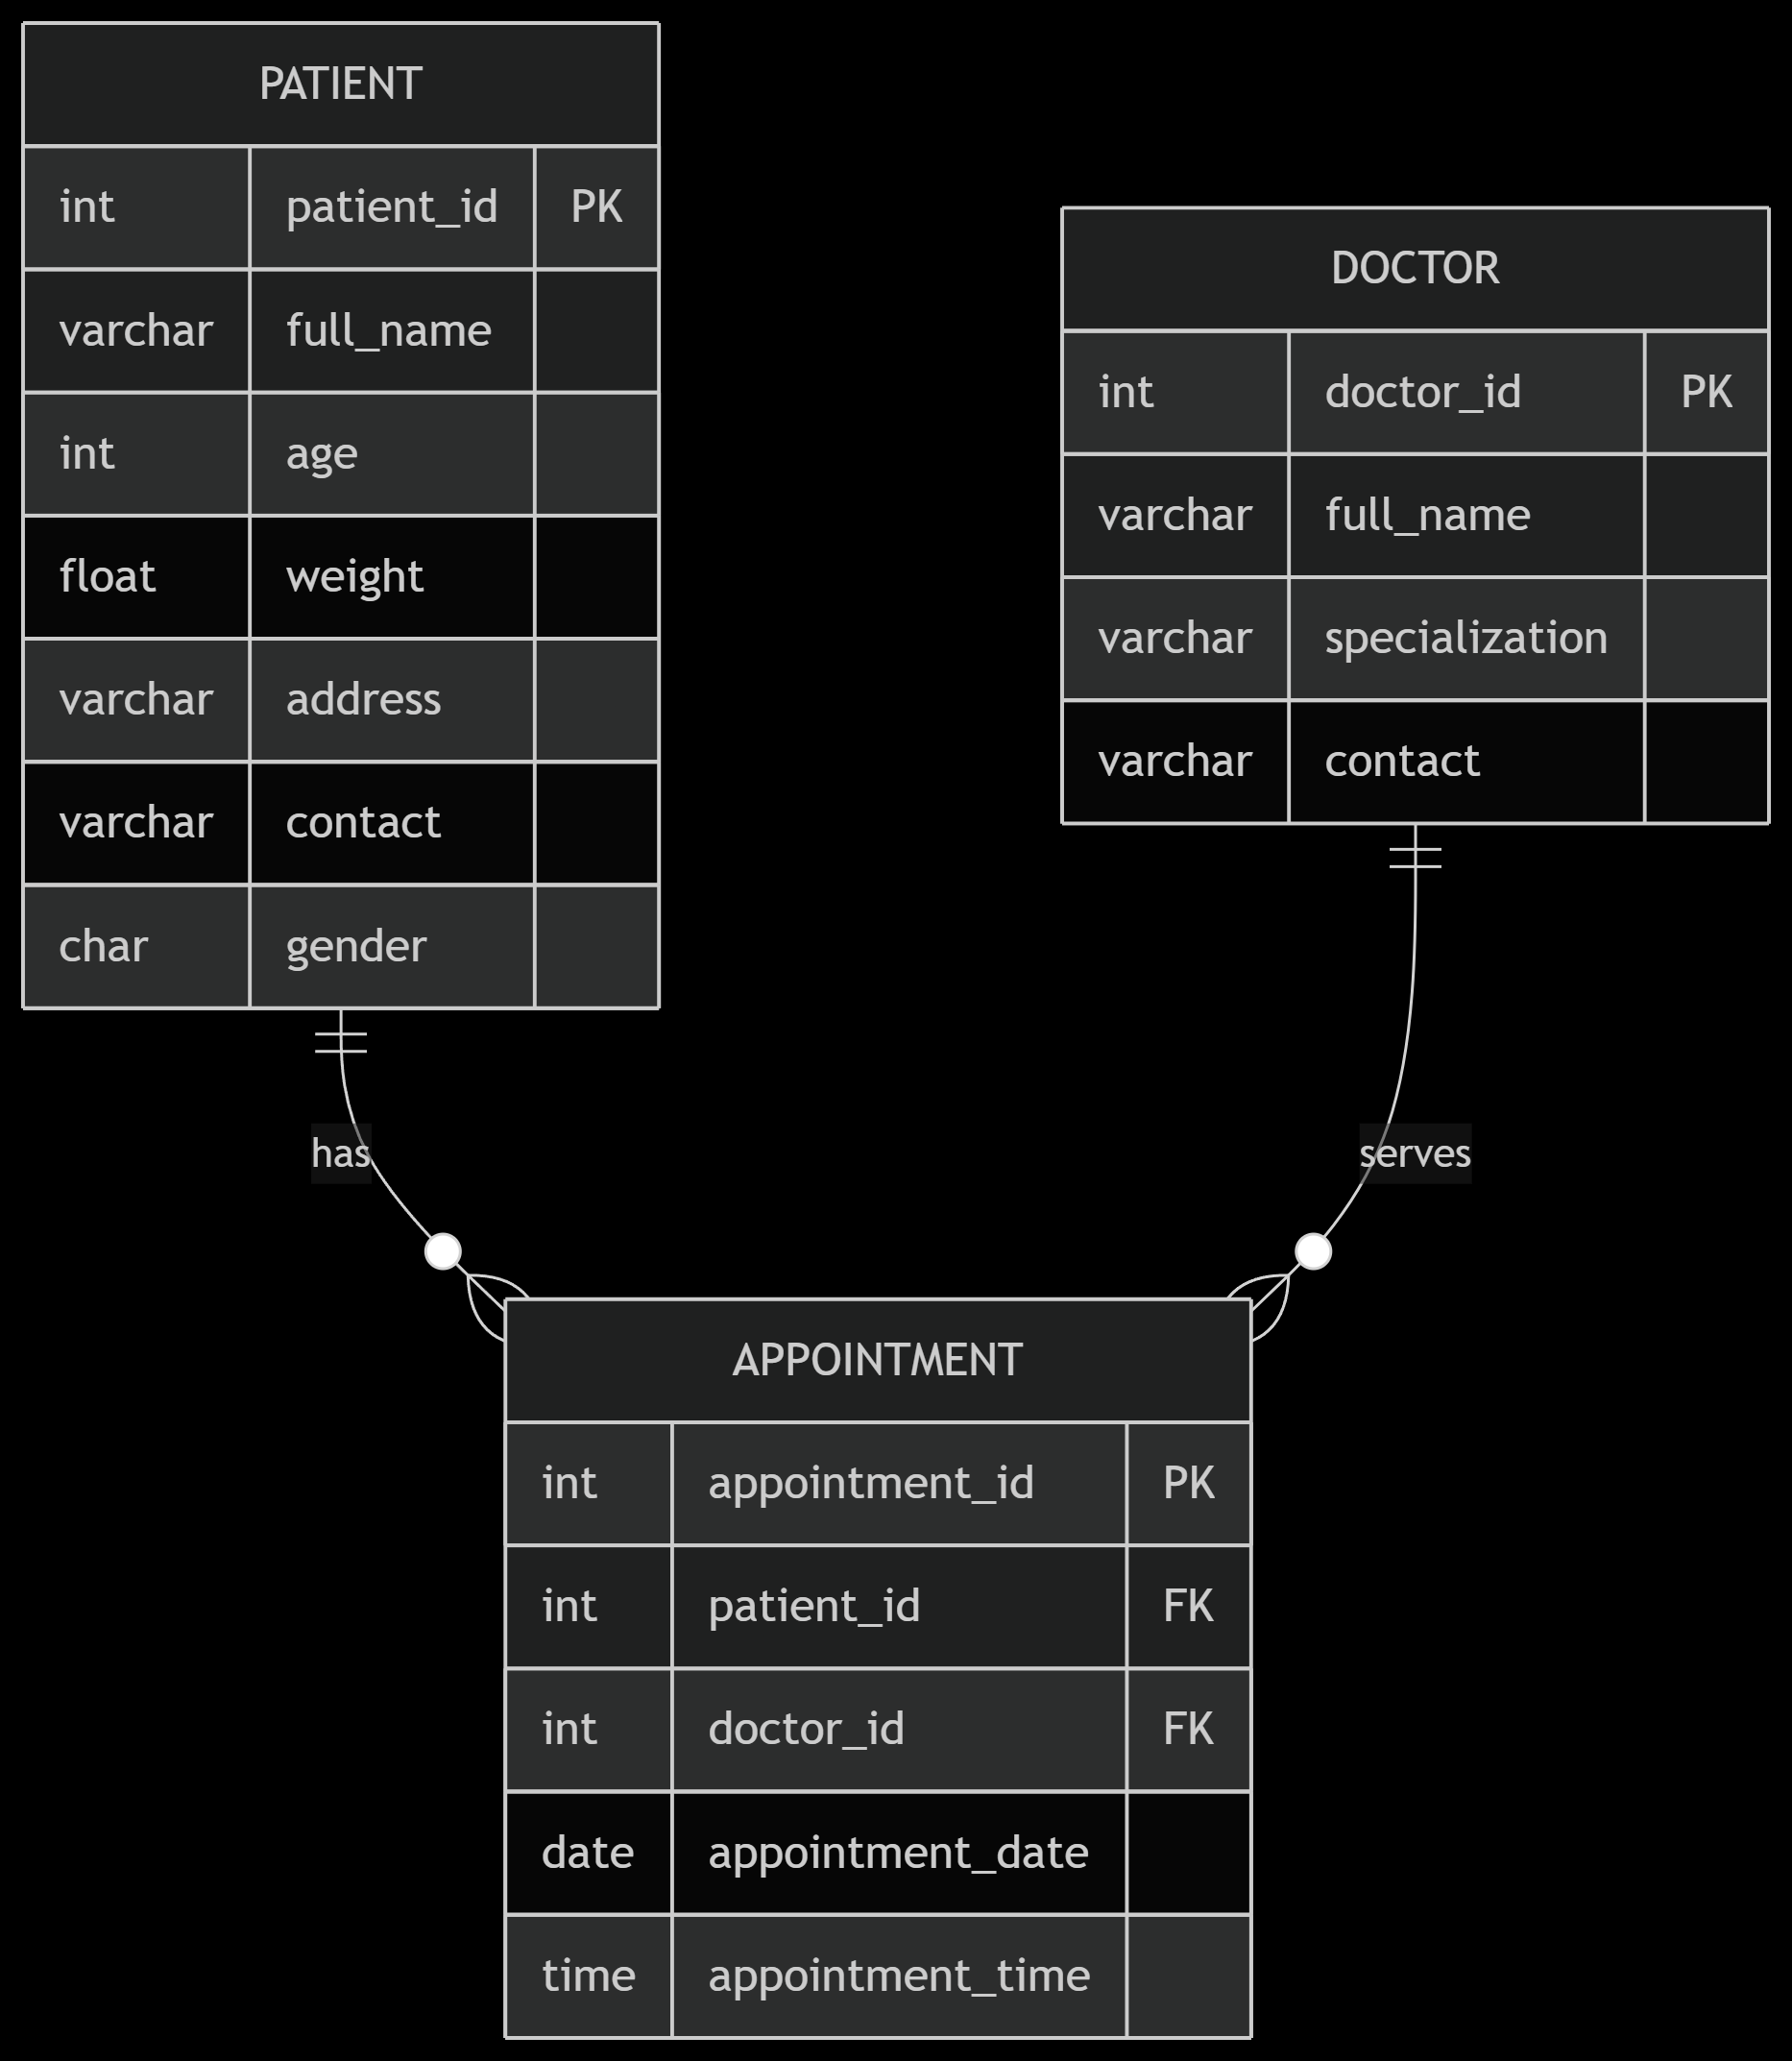 PATIENT
int patient_id PK
varchar full_name
int age
float weight
varchar address
varchar contact
char gender
DOCTOR
int doctor_id PK
varchar full_name
varchar specialization
varchar contact
has
serves
APPOINTMENT
int appointment_id PK
int patient_id FK
int doctor_id FK
date appointment_date
time appointment_time